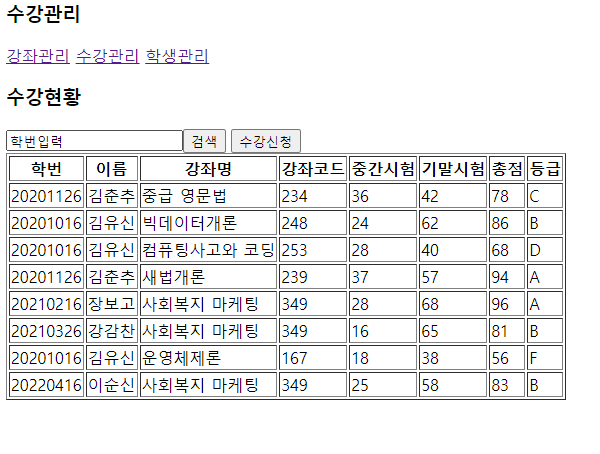 수강관리
강좌관리 수강관리 학생관리
수강현황
학번입력 검색 수강신청
학번 이름 강좌명 강좌코드 중간시험 기말시험 총점 등급
20201126 김춘추 중급 영문법 234 36 42 78 C
20201016 김유신 빅데이터개론 248 24 62 86 B
20201016 김유신 컴퓨팅사고와 코딩 253 28 40 68 D
20201126 김춘추 새법개론 239 37 57 94 A
20210216 장보고 사회복지 마케팅 349 28 68 96 A
20210326 강감찬 사회복지 마케팅 349 16 65 81 B
20201016 김유신 운영체제론 167 18 38 56 F
20220416 이순신 사회복지 마케팅 349 25 58 83 B